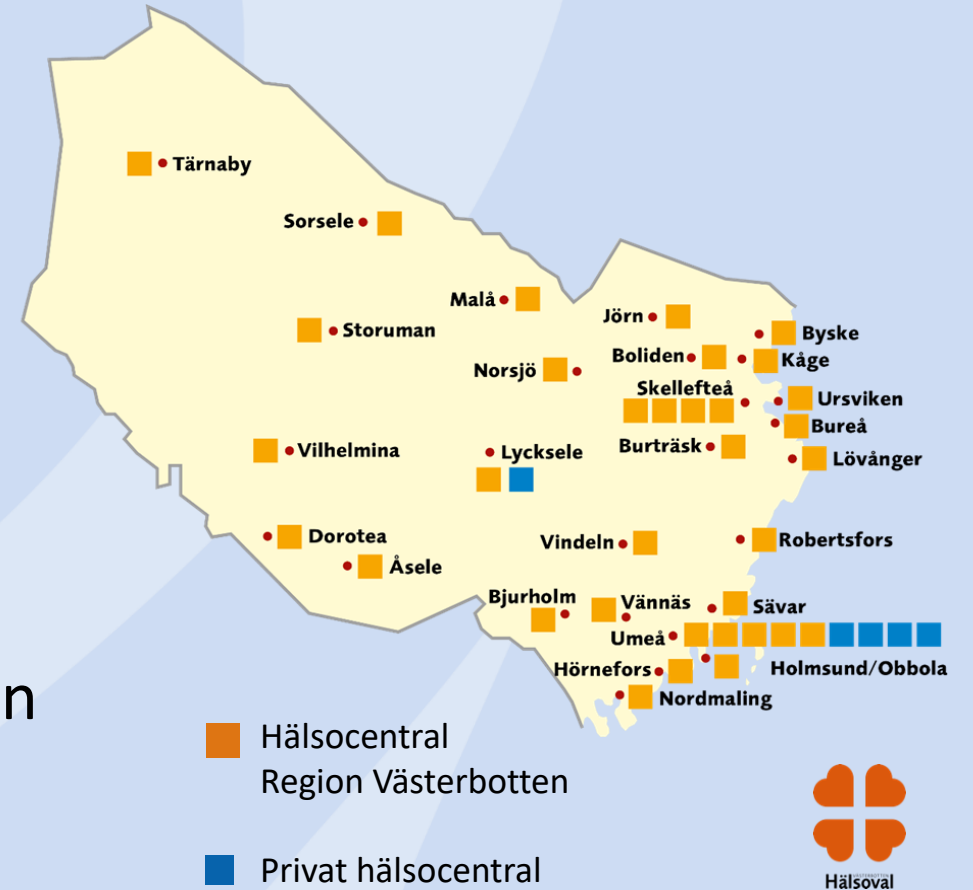 Tärnaby
Sorsele
Malå
Jörn
Storuman
Byske
Boliden
Kåge
Norsjö
Skellefteå
Ursviken
Bureå
Burträsk
Vilhelmina
Lycksele
Lövånger
Dorotea
Vindeln
Robertsfors
Åsele
Bjurholm
Vännäs
Sävar
Umeå
Hörnefors
Holmsund/Obbola
Nordmaling
n
Hälsocentral
Region Västerbotten
Privat hälsocentral
VÄSTERBOTTEN
Hälsoval